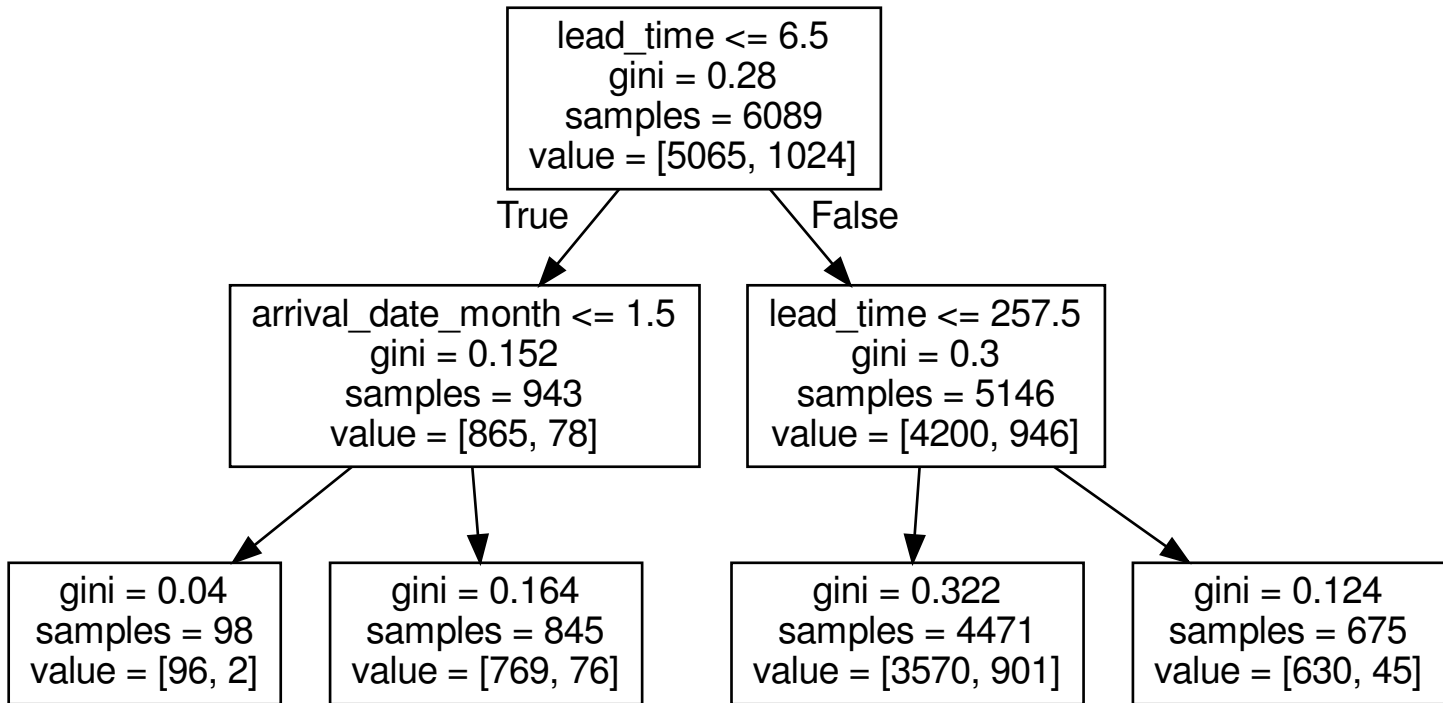 lead_time <= 6.5
gini = 0.28
samples = 6089
value = [5065, 1024]
True
False
arrival_date_month <= 1.5
gini = 0.152
samples = 943
value = [865, 78]
lead_time <= 257.5
gini = 0.3
samples = 5146
value = [4200, 946]
gini = 0.04
samples = 98
value = [96, 2]
gini = 0.164
samples = 845
value = [769, 76]
gini = 0.322
samples = 4471
value = [3570, 901]
gini = 0.124
samples = 675
value = [630, 45]